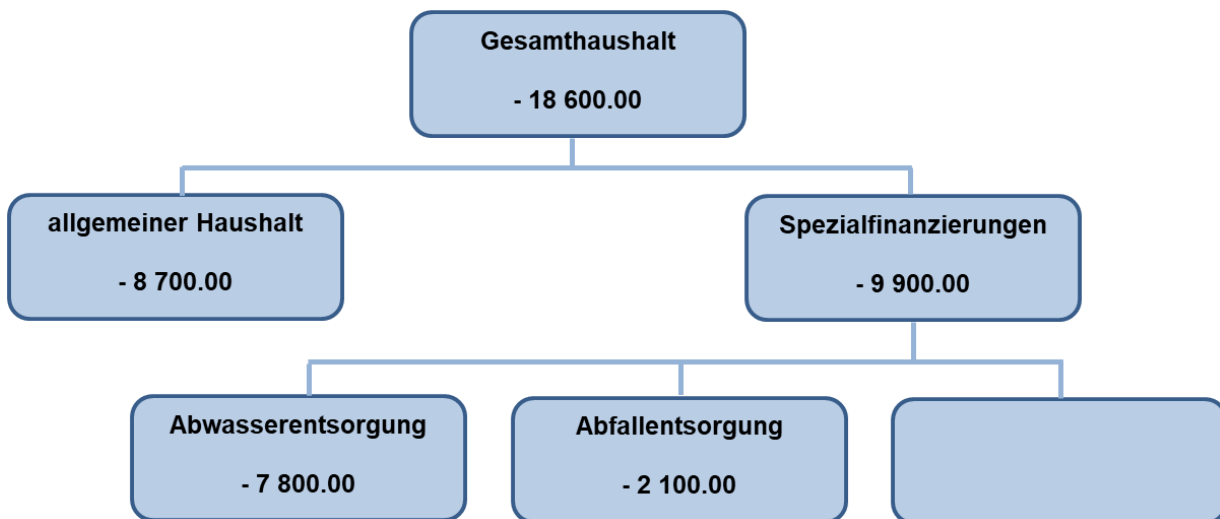 Gesamthaushalt
- 18 600.00
allgemeiner Haushalt
- 8 700.00
Spezialfinanzierungen
- 9 900.00
Abwasserentsorgung
- 7 800.00
Abfallentsorgung
- 2 100.00